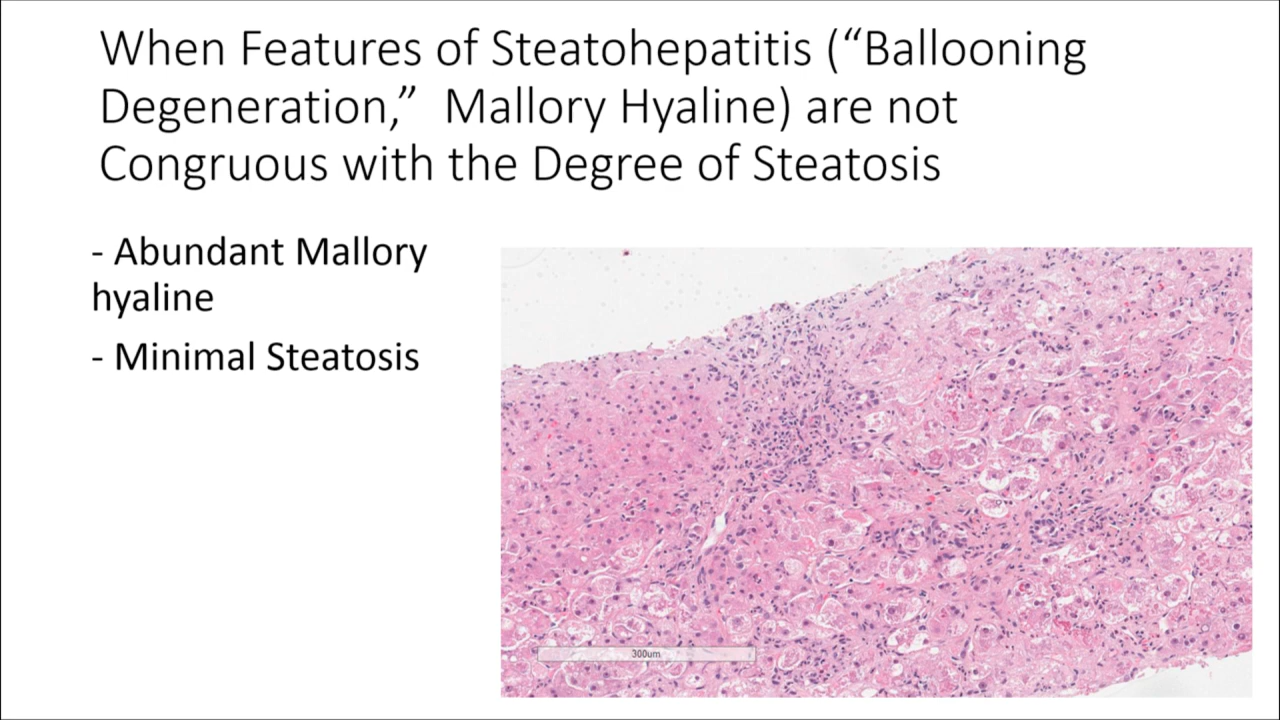 When Features of Steatohepatitis (“Ballooning
Degeneration,”  Mallory Hyaline) are not
Congruous with the Degree of Steatosis
- Abundant Mallory
hyaline
- Minimal Steatosis
300um